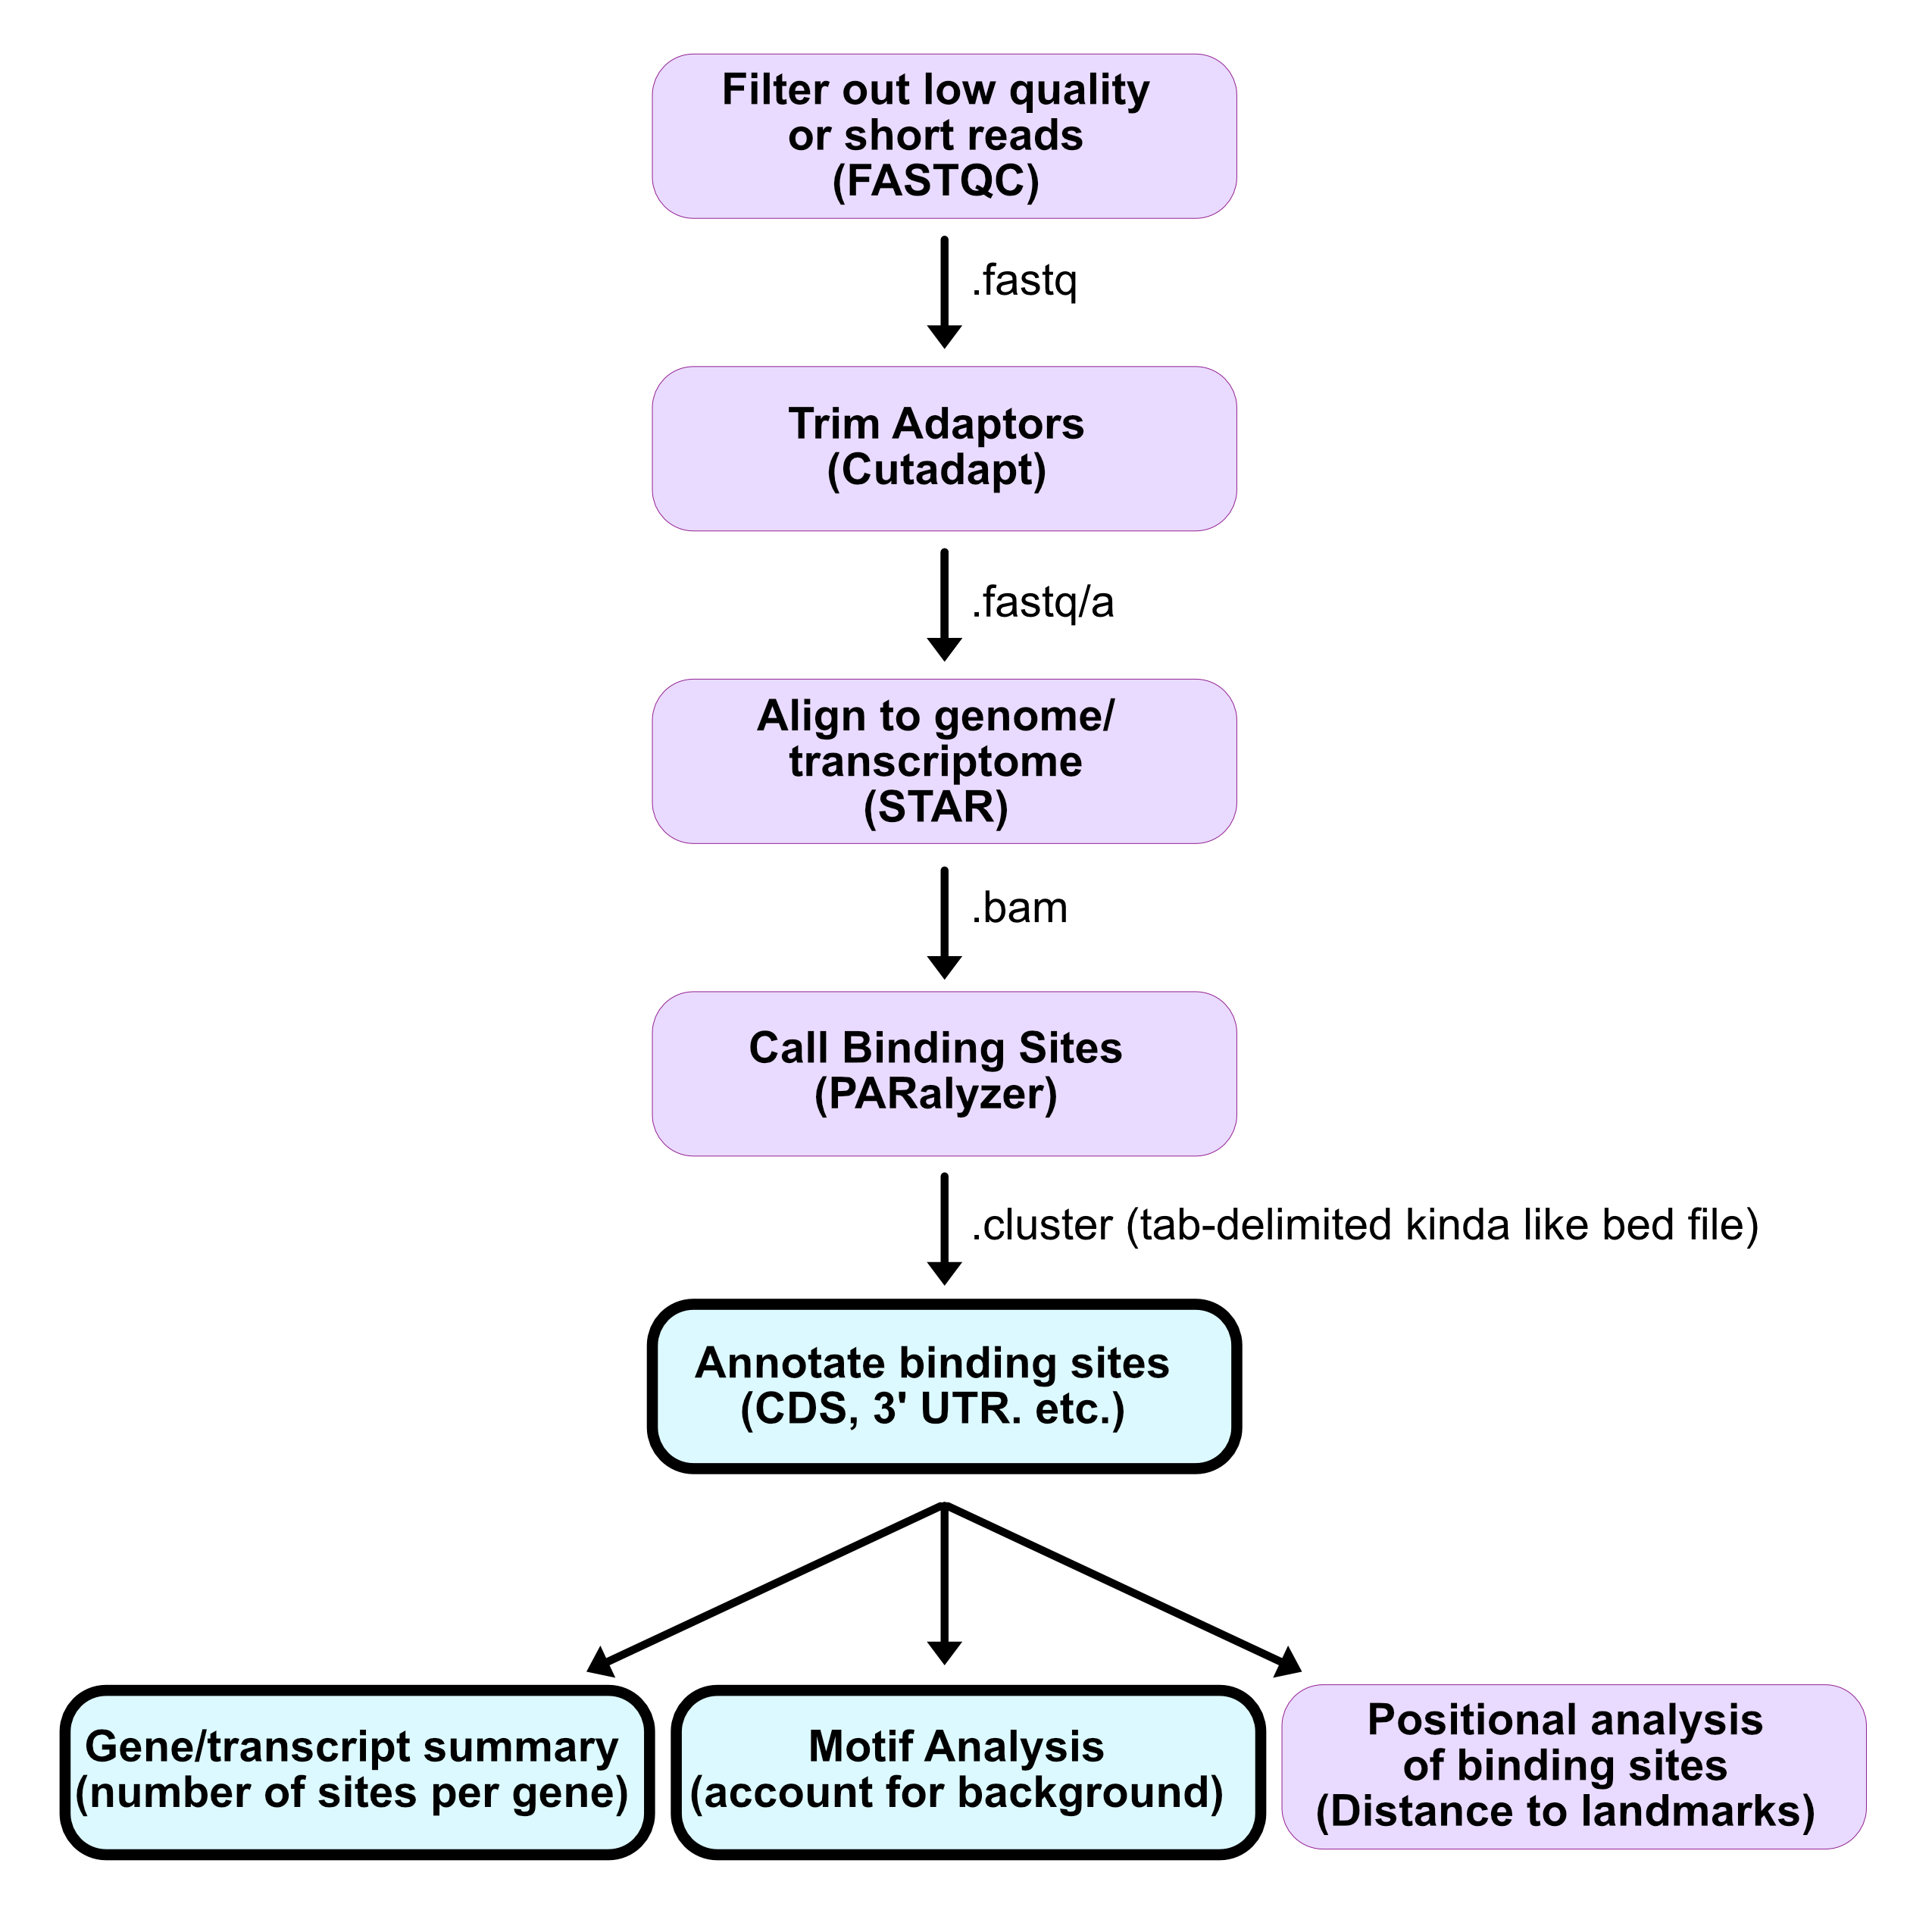 Filter out low quality
or short reads
(FASTQC)
.fastq
Trim Adaptors
(Cutadapt)
.fastq/a
Align to genome/
transcriptome
(STAR)
.bam
Call Binding Sites
(PARalyzer)
.cluster (tab-delimited kinda like bed file)
Annotate binding sites
(CDS, 3' UTR. etc.)
Gene/transcript summary
(number of sites per gene)
Motif Analysis
(account for background)
Positional analysis
of binding sites
(Distance to landmarks)